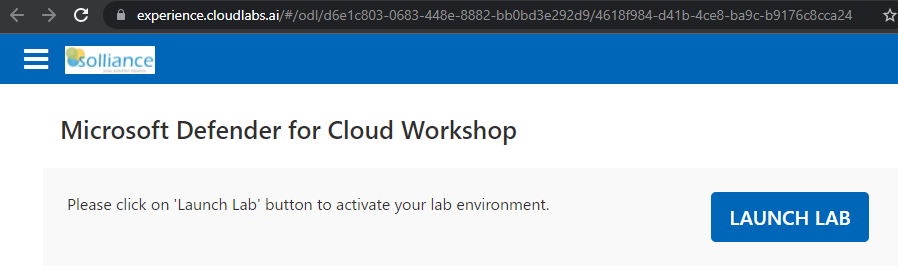 experience.cloudlabs.ai/#/odl/d6e1c803-0683-448e-8882-bb0bd3e292d9/4618f984-d41b-4ce8-ba9c-b9176c8cca24
solliance
Microsoft Defender for Cloud Workshop
Please click on 'Launch Lab' button to activate your lab environment.
LAUNCH LAB